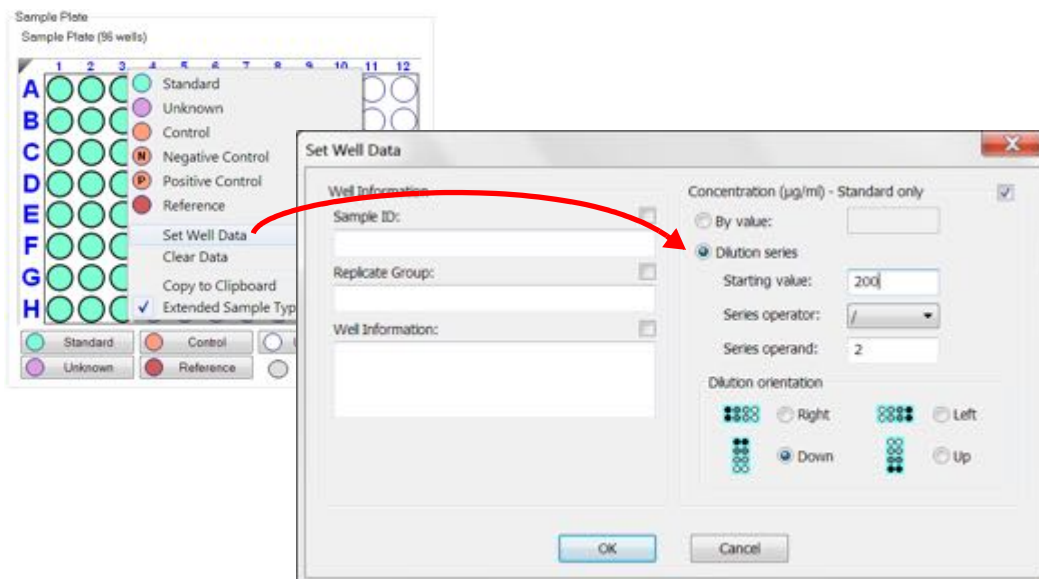 Sample Plate
Sample Plate (96 wells)
1 2 3 4 5 6 7 8 9 10 11 12
A
B
C
D
E
F
G
H
Standard
Unknown
Control
N Negative Control
P Positive Control
Reference
Set Well Data
Clear Data
Copy to Clipboard
Extended Sample Typ
Standard Control
Unknown Reference
Set Well Data
Well Information
Sample ID:
Replicate Group:
Well Information:
Concentration (µg/ml) - Standard only
By value:
Dilution series
Starting value: 200
Series operator: /
Series operand: 2
Dilution orientation
Right Left
Down Up
OK Cancel